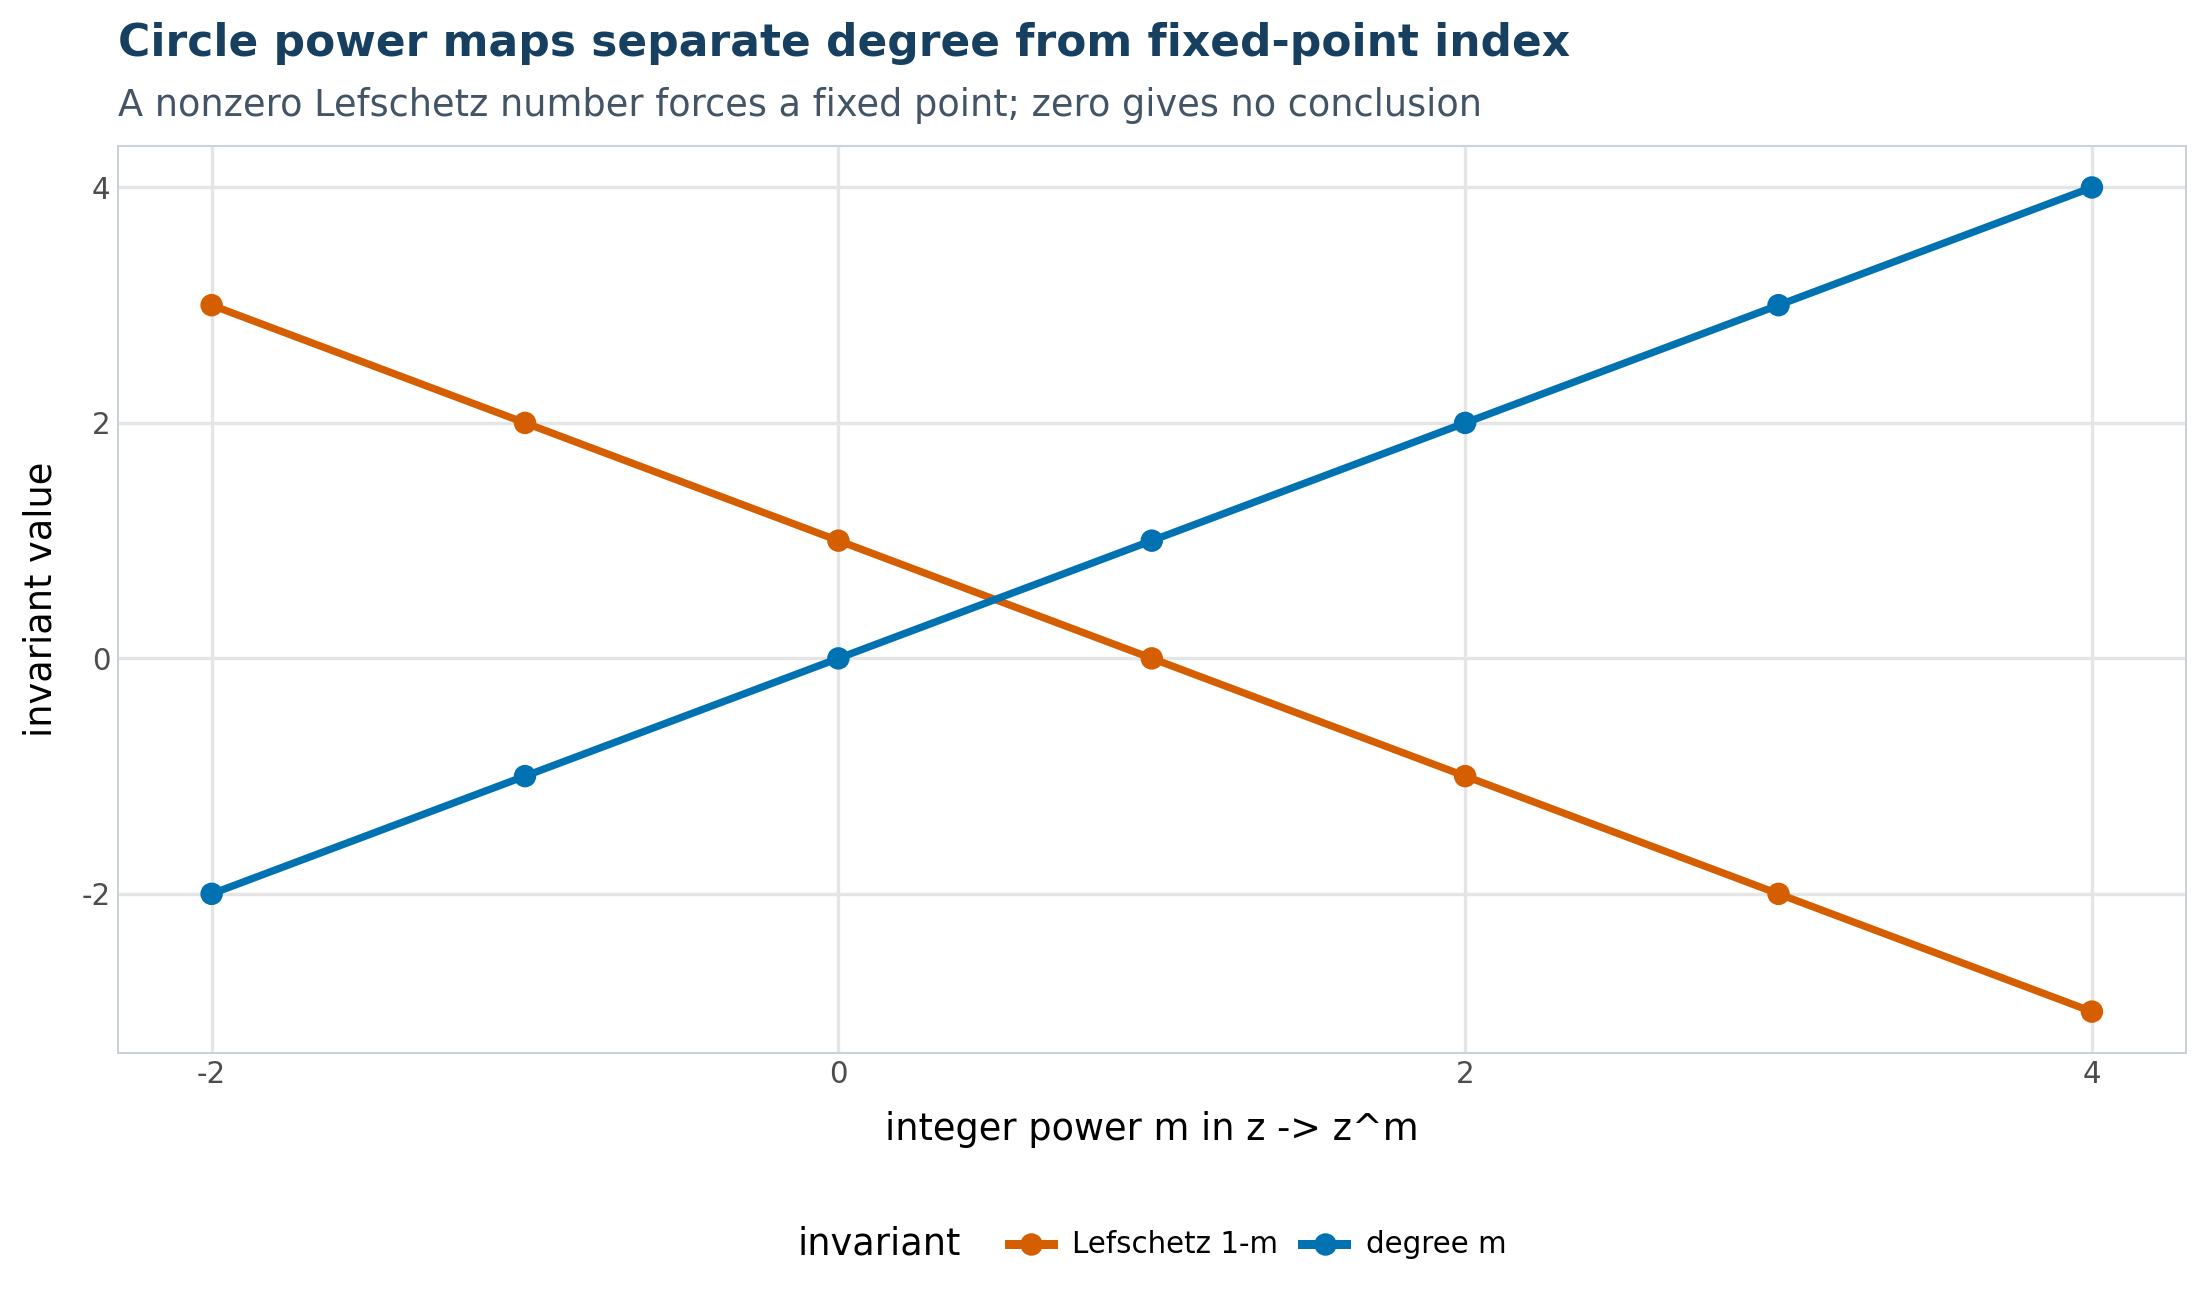 Circle power maps separate degree from fixed-point index
A nonzero Lefschetz number forces a fixed point; zero gives no conclusion
4
2
0
-2
invariant value
-2 0 2 4
integer power m in z -> z^m
invariant Lefschetz 1-m degree m